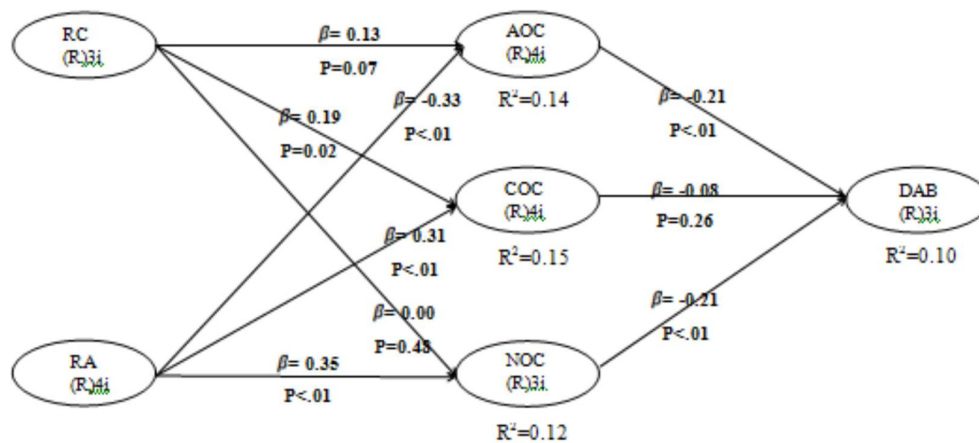 RC
(R)3i
β= 0.13
P=0.07
AOC
(R)4i
R²=0.14
β= -0.33
P<.01
β= 0.19
P=0.02
β= -0.21
P<.01
COC
(R)4i
R²=0.15
β= -0.08
P=0.26
DAB
(R)3i
R²=0.10
β= 0.31
P<.01
β= 0.00
P=0.48
β= -0.21
P<.01
RA
(R)4i
β= 0.35
P<.01
NOC
(R)3i
R²=0.12